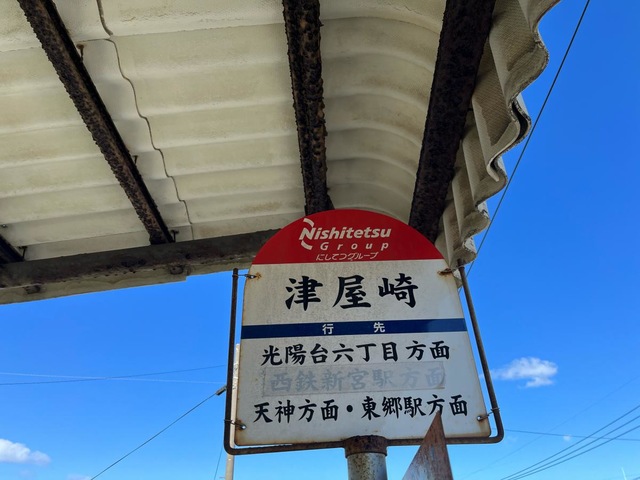 Nishitetsu
Group
にしてつグループ
津屋崎
行先
光陽台六丁目方面
西鉄新宮駅方面
天神方面・東郷駅方面